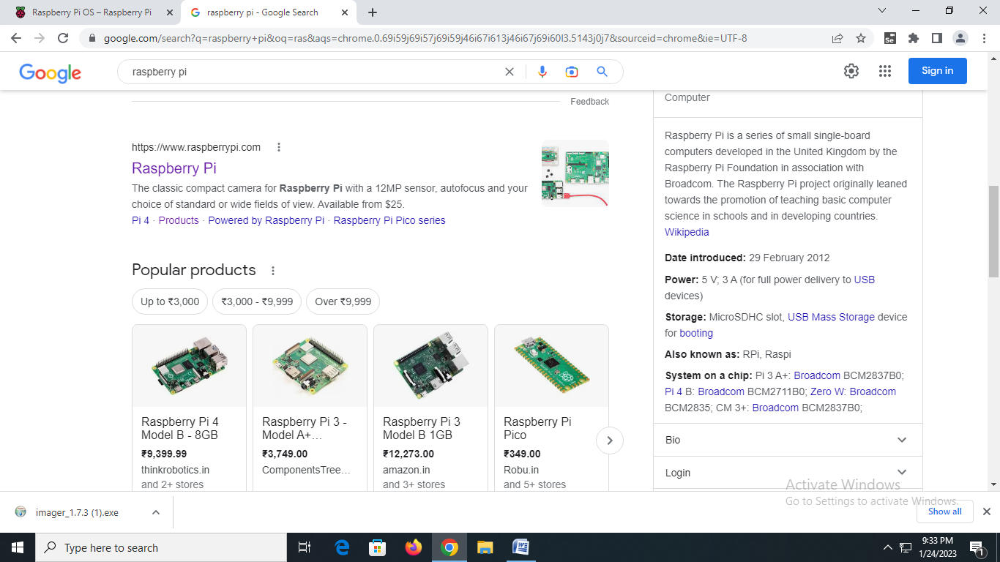 Raspberry Pi OS – Raspberry Pi
raspberry pi - Google Search
google.com/search?q=raspberry+pi&oq=ras&aqs=chrome.0.69i59j69i57j69i59j46i67i613j46i67j69i60l3.5143j0j7&sourceid=chrome&ie=UTF-8
Se
Google
raspberry pi
Sign in
Feedback
https://www.raspberrypi.com
Raspberry Pi
The classic compact camera for Raspberry Pi with a 12MP sensor, autofocus and your
choice of standard or wide fields of view. Available from $25.
Pi 4 · Products · Powered by Raspberry Pi · Raspberry Pi Pico series
Popular products
Up to ₹3,000
₹3,000 - ₹9,999
Over ₹9,999
Raspberry Pi 4
Model B - 8GB
₹9,399.99
thinkrobotics.in
and 2+ stores
Raspberry Pi 3 -
Model A+…
₹3,749.00
ComponentsTree…
Raspberry Pi 3
Model B 1GB
₹12,273.00
amazon.in
and 3+ stores
Raspberry Pi
Pico
₹349.00
Robu.in
and 5+ stores
Computer
Raspberry Pi is a series of small single-board
computers developed in the United Kingdom by the
Raspberry Pi Foundation in association with
Broadcom. The Raspberry Pi project originally leaned
towards the promotion of teaching basic computer
science in schools and in developing countries.
Wikipedia
Date introduced: 29 February 2012
Power: 5 V; 3 A (for full power delivery to USB
devices)
Storage: MicroSDHC slot, USB Mass Storage device
for booting
Also known as: RPi, Raspi
System on a chip: Pi 3 A+: Broadcom BCM2837B0;
Pi 4 B: Broadcom BCM2711B0; Zero W: Broadcom
BCM2835; CM 3+: Broadcom BCM2837B0;
Bio
Login
Activate Windows
Go to Settings to activate Windows.
imager_1.7.3 (1).exe
Show all
Type here to search
9:33 PM
1/24/2023
1